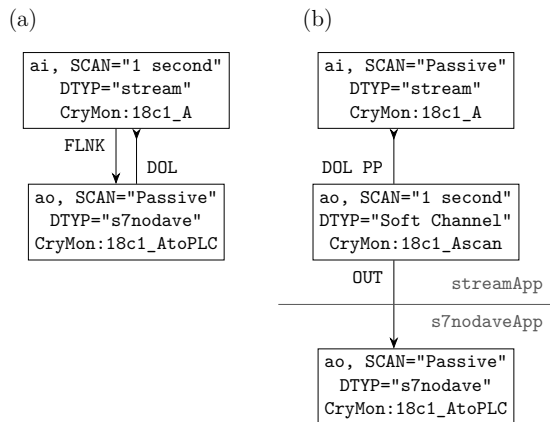 (a)
ai, SCAN="1 second"
DTYP="stream"
CryMon:18c1_A
FLNK
DOL
ao, SCAN="Passive"
DTYP="s7nodave"
CryMon:18c1_AtoPLC
(b)
ai, SCAN="Passive"
DTYP="stream"
CryMon:18c1_A
DOL PP
ao, SCAN="1 second"
DTYP="Soft Channel"
CryMon:18c1_Ascan
OUT
streamApp
s7nodaveApp
ao, SCAN="Passive"
DTYP="s7nodave"
CryMon:18c1_AtoPLC